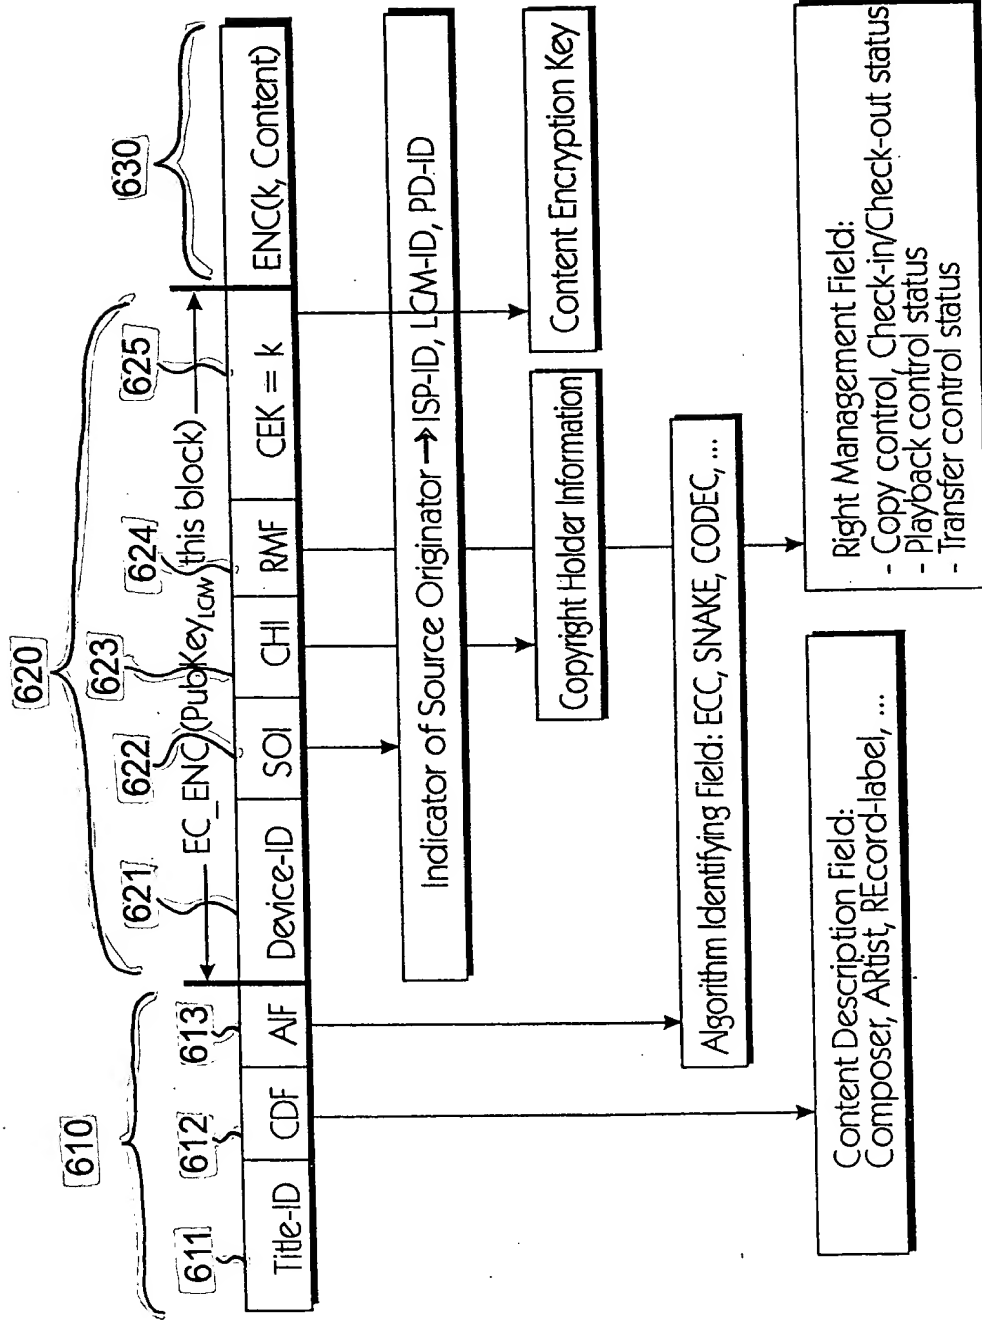 610
620
630
611
612
613
621
622
623
624
625
EC_ENC(PubKey_LCM, this block)
Title-ID
CDF
AIF
Device-ID
SOI
CHI
RMF
CEK = k
ENC(k, Content)
Indicator of Source Originator → ISP-ID, LCM-ID, PD-ID
Copyright Holder Information
Content Encryption Key
Algorithm Identifying Field: ECC, SNAKE, CODEC, ...
Content Description Field:
Composer, ARtist, REcord-label, ...
Right Management Field:
- Copy control, Check-in/Check-out status
- Playback control status
- Transfer control status